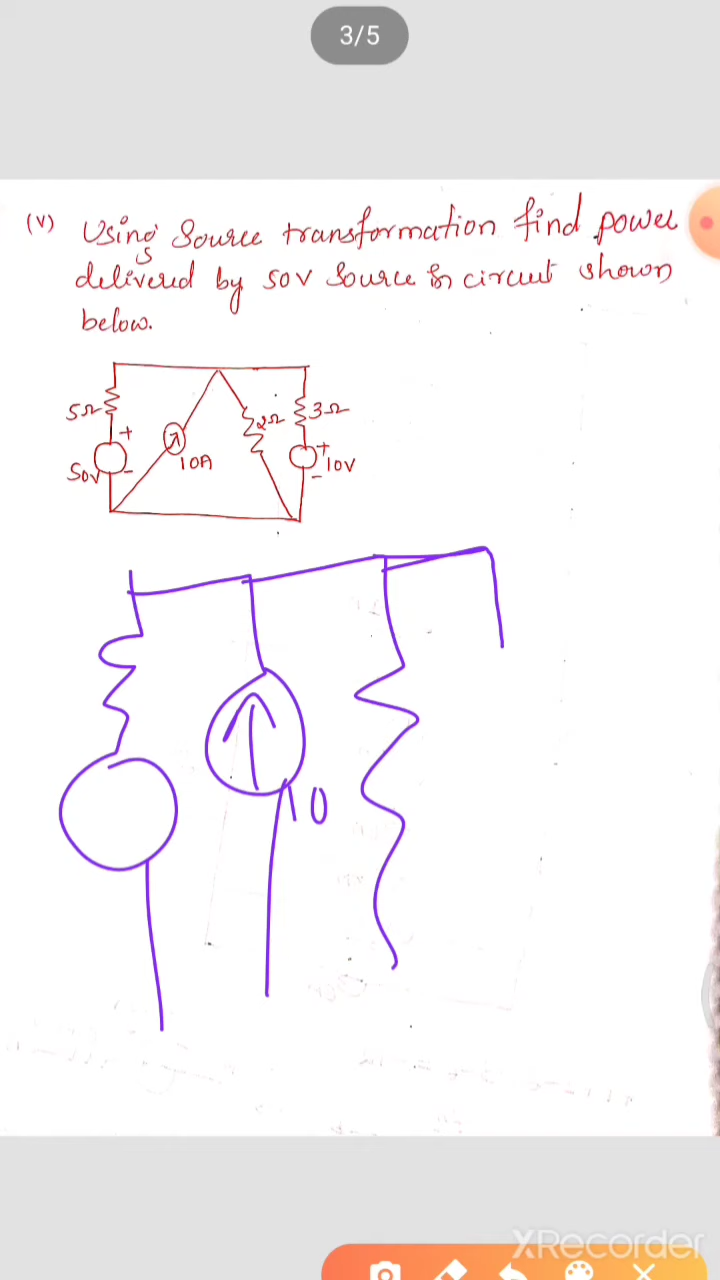 3/5
(V) Using Source transformation find power
is
delivered by 50V Source in circuit shown
below.
5Ω
2Ω
3Ω
+
+
10A
50V
-
10V
-
10
XRecorder